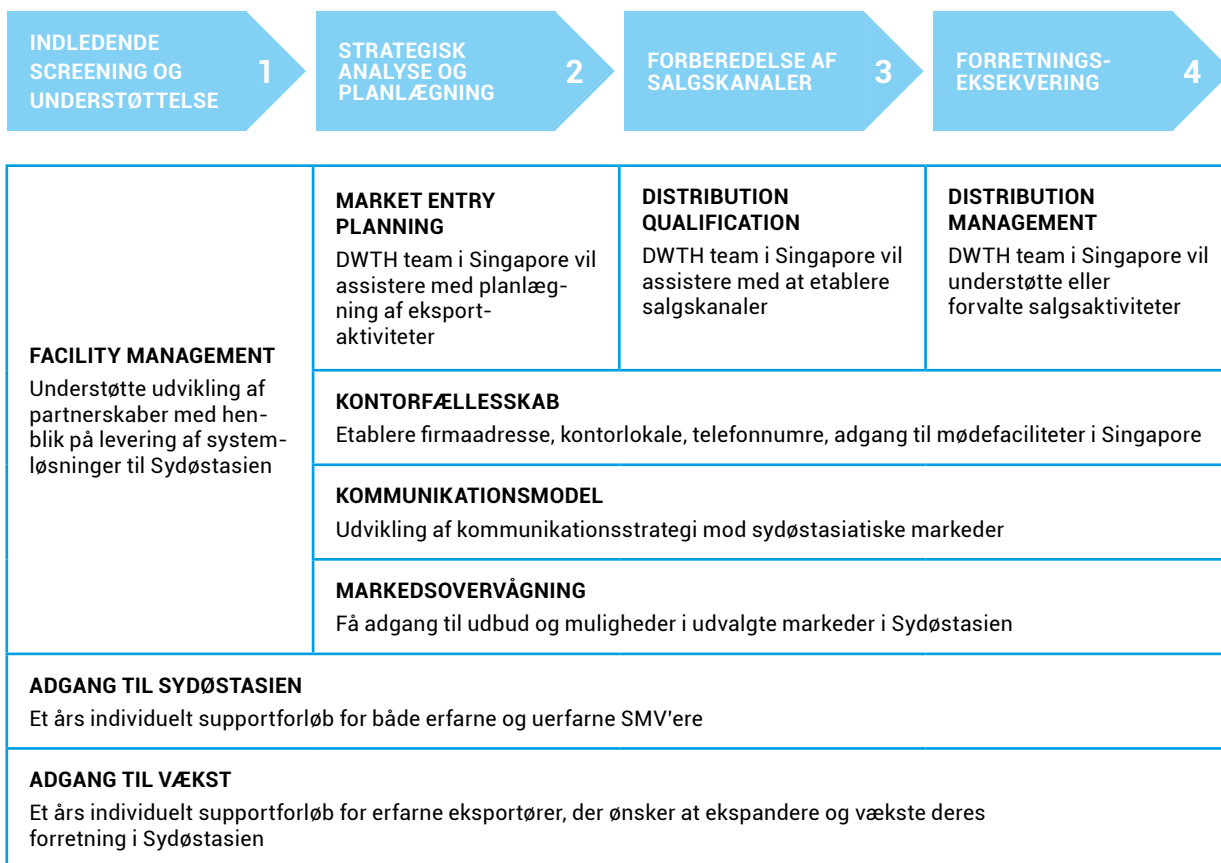 INDLEDENDE
SCREENING OG
UNDERSTØTTELSE
1
STRATEGISK
ANALYSE OG
PLANLÆGNING
2
FORBEREDELSE AF
SALGSKANALER
3
FORRETNINGS-
EKSEKVERING
4
FACILITY MANAGEMENT
Understøtte udvikling af
partnerskaber med hen-
blik på levering af system-
løsninger til Sydøstasien
MARKET ENTRY
PLANNING
DWTH team i Singapore vil
assistere med planlæg-
ning af eksport-
aktiviteter
DISTRIBUTION
QUALIFICATION
DWTH team i Singapore vil
assistere med at etablere
salgskanaler
DISTRIBUTION
MANAGEMENT
DWTH team i Singapore vil
understøtte eller
forvalte salgsaktiviteter
KONTORFÆLLESSKAB
Etablere firmaadresse, kontorlokale, telefonnumre, adgang til mødefaciliteter i Singapore
KOMMUNIKATIONSMODEL
Udvikling af kommunikationsstrategi mod sydøstasiatiske markeder
MARKEDSOVERVÅGNING
Få adgang til udbud og muligheder i udvalgte markeder i Sydøstasien
ADGANG TIL SYDØSTASIEN
Et års individuelt supportforløb for både erfarne og uerfarne SMV'ere
ADGANG TIL VÆKST
Et års individuelt supportforløb for erfarne eksportører, der ønsker at ekspandere og vækste deres
forretning i Sydøstasien